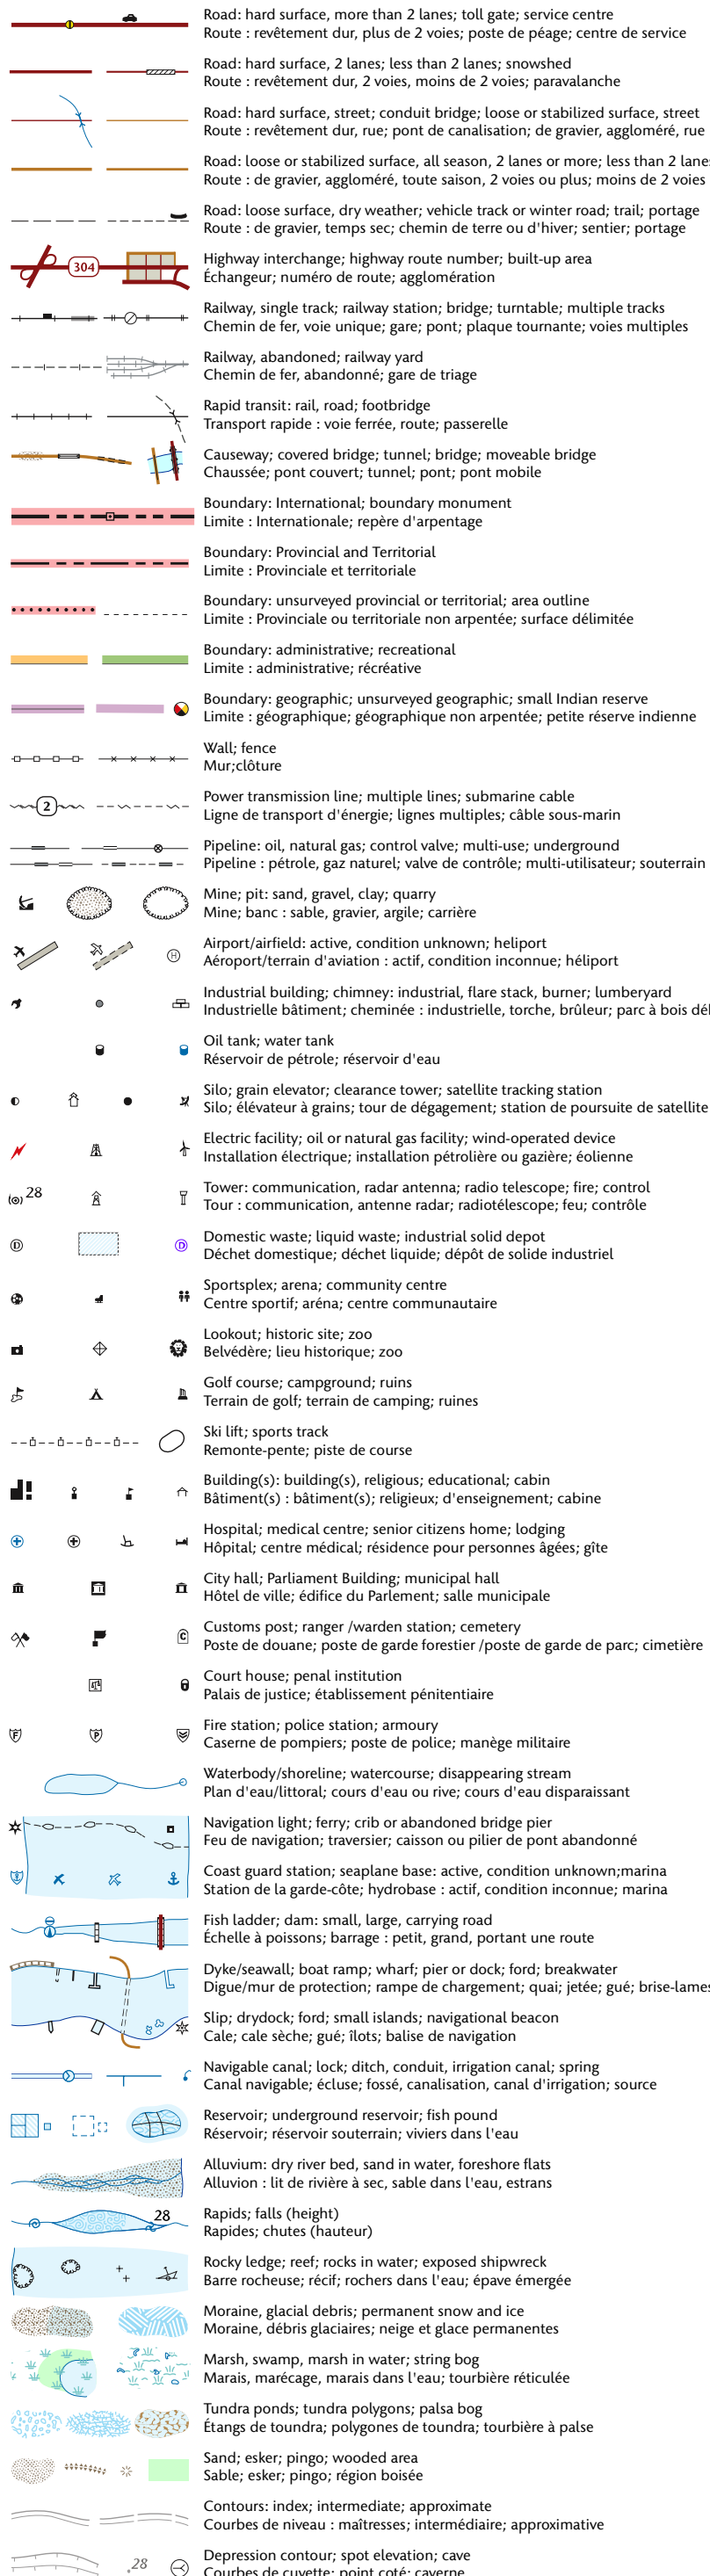 Road: hard surface, more than 2 lanes; toll gate; service centre
Route : revêtement dur, plus de 2 voies; poste de péage; centre de service
Road: hard surface, 2 lanes; less than 2 lanes; snowshed
Route : revêtement dur, 2 voies, moins de 2 voies; paravalanche
Road: hard surface, street; conduit bridge; loose or stabilized surface, street
Route : revêtement dur, rue; pont de canalisation; de gravier, aggloméré, rue
Road: loose or stabilized surface, all season, 2 lanes or more; less than 2 lane
Route : de gravier, aggloméré, toute saison, 2 voies ou plus; moins de 2 voies
Road: loose surface, dry weather; vehicle track or winter road; trail; portage
Route : de gravier, temps sec; chemin de terre ou d'hiver; sentier; portage
304
Highway interchange; highway route number; built-up area
Échangeur; numéro de route; agglomération
Railway, single track; railway station; bridge; turntable; multiple tracks
Chemin de fer, voie unique; gare; pont; plaque tournante; voies multiples
Railway, abandoned; railway yard
Chemin de fer, abandonné; gare de triage
Rapid transit: rail, road; footbridge
Transport rapide : voie ferrée, route; passerelle
Causeway; covered bridge; tunnel; bridge; moveable bridge
Chaussée; pont couvert; tunnel; pont; pont mobile
Boundary: International; boundary monument
Limite : Internationale; repère d'arpentage
Boundary: Provincial and Territorial
Limite : Provinciale et territoriale
Boundary: unsurveyed provincial or territorial; area outline
Limite : Provinciale ou territoriale non arpentée; surface délimitée
Boundary: administrative; recreational
Limite : administrative; récréative
Boundary: geographic; unsurveyed geographic; small Indian reserve
Limite : géographique; géographique non arpentée; petite réserve indienne
Wall; fence
Mur;clôture
2
Power transmission line; multiple lines; submarine cable
Ligne de transport d'énergie; lignes multiples; câble sous-marin
Pipeline: oil, natural gas; control valve; multi-use; underground
Pipeline : pétrole, gaz naturel; valve de contrôle; multi-utilisateur; souterrain
Mine; pit: sand, gravel, clay; quarry
Mine; banc : sable, gravier, argile; carrière
H
Airport/airfield: active, condition unknown; heliport
Aéroport/terrain d'aviation : actif, condition inconnue; héliport
Industrial building; chimney: industrial, flare stack, burner; lumberyard
Industrielle bâtiment; cheminée : industrielle, torche, brûleur; parc à bois dé
Oil tank; water tank
Réservoir de pétrole; réservoir d'eau
Silo; grain elevator; clearance tower; satellite tracking station
Silo; élévateur à grains; tour de dégagement; station de poursuite de satellite
Electric facility; oil or natural gas facility; wind-operated device
Installation électrique; installation pétrolière ou gazière; éolienne
28
Tower: communication, radar antenna; radio telescope; fire; control
Tour : communication, antenne radar; radiotélescope; feu; contrôle
D D
Domestic waste; liquid waste; industrial solid depot
Déchet domestique; déchet liquide; dépôt de solide industriel
Sportsplex; arena; community centre
Centre sportif; aréna; centre communautaire
Lookout; historic site; zoo
Belvédère; lieu historique; zoo
Golf course; campground; ruins
Terrain de golf; terrain de camping; ruines
Ski lift; sports track
Remonte-pente; piste de course
Building(s): building(s), religious; educational; cabin
Bâtiment(s) : bâtiment(s); religieux; d'enseignement; cabine
Hospital; medical centre; senior citizens home; lodging
Hôpital; centre médical; résidence pour personnes âgées; gîte
City hall; Parliament Building; municipal hall
Hôtel de ville; édifice du Parlement; salle municipale
C
Customs post; ranger /warden station; cemetery
Poste de douane; poste de garde forestier /poste de garde de parc; cimetière
Court house; penal institution
Palais de justice; établissement pénitentiaire
F P
Fire station; police station; armoury
Caserne de pompiers; poste de police; manège militaire
Waterbody/shoreline; watercourse; disappearing stream
Plan d'eau/littoral; cours d'eau ou rive; cours d'eau disparaissant
Navigation light; ferry; crib or abandoned bridge pier
Feu de navigation; traversier; caisson ou pilier de pont abandonné
Coast guard station; seaplane base: active, condition unknown;marina
Station de la garde-côte; hydrobase : actif, condition inconnue; marina
Fish ladder; dam: small, large, carrying road
Échelle à poissons; barrage : petit, grand, portant une route
Dyke/seawall; boat ramp; wharf; pier or dock; ford; breakwater
Digue/mur de protection; rampe de chargement; quai; jetée; gué; brise-lames
Slip; drydock; ford; small islands; navigational beacon
Cale; cale sèche; gué; îlots; balise de navigation
Navigable canal; lock; ditch, conduit, irrigation canal; spring
Canal navigable; écluse; fossé, canalisation, canal d'irrigation; source
Reservoir; underground reservoir; fish pound
Réservoir; réservoir souterrain; viviers dans l'eau
Alluvium: dry river bed, sand in water, foreshore flats
Alluvion : lit de rivière à sec, sable dans l'eau, estrans
28
Rapids; falls (height)
Rapides; chutes (hauteur)
Rocky ledge; reef; rocks in water; exposed shipwreck
Barre rocheuse; récif; rochers dans l'eau; épave émergée
Moraine, glacial debris; permanent snow and ice
Moraine, débris glaciaires; neige et glace permanentes
Marsh, swamp, marsh in water; string bog
Marais, marécage, marais dans l'eau; tourbière réticulée
Tundra ponds; tundra polygons; palsa bog
Étangs de toundra; polygones de toundra; tourbière à palse
Sand; esker; pingo; wooded area
Sable; esker; pingo; région boisée
Contours: index; intermediate; approximate
Courbes de niveau : maîtresses; intermédiaire; approximative
.28
Depression contour; spot elevation; cave
Courbes de cuvette; point coté; caverne